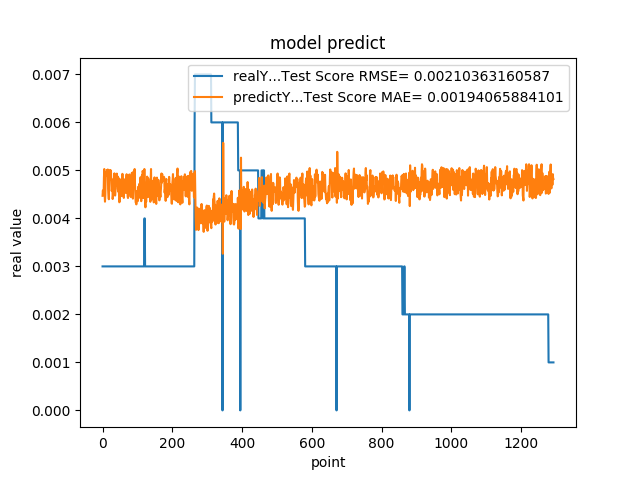 model predict
realY...Test Score RMSE= 0.00210363160587
predictY...Test Score MAE= 0.00194065884101
0.007
0.006
0.005
0.004
0.003
0.002
0.001
0.000
real value
0 200 400 600 800 1000 1200
point